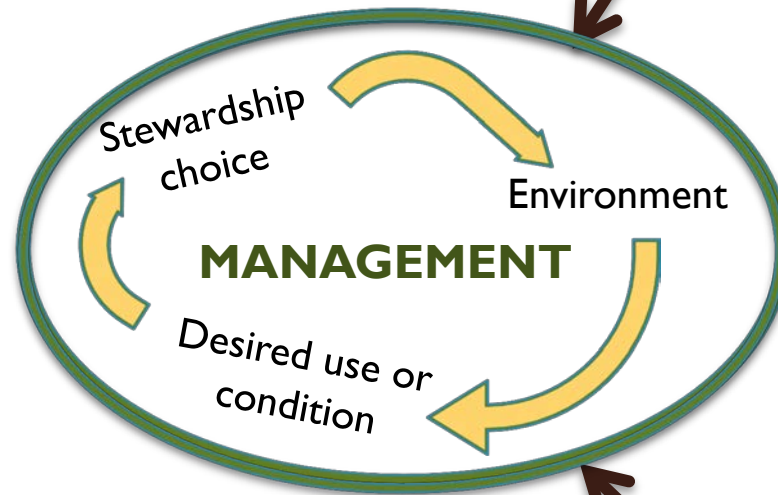 Stewardship
choice
Environment
MANAGEMENT
Desired use or
condition